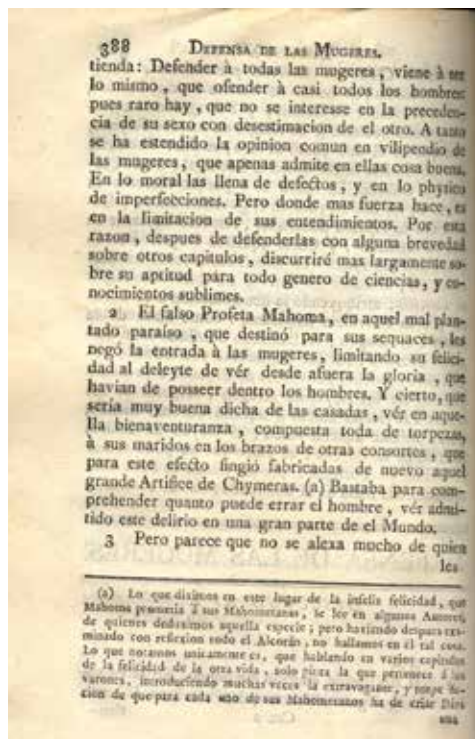 388 DEFENSA DE LAS MUGERES.
tienda: Defender à todas las mugeres, viene à ser
lo mismo, que ofender à casi todos los hombres:
pues raro hay, que no se interesse en la preceden-
cia de su sexo con desestimacion de el otro. A tanto
se ha estendido la opinion comun en vilipendio de
las mugeres, que apenas admite en ellas cosa buena.
En lo moral las llena de defectos, y en lo physico
de imperfecciones. Pero donde mas fuerza hace, es
en la limitacion de sus entendimientos. Por esta
razon, despues de defenderlas con alguna brevedad
sobre otros capitulos, discurriré mas largamente so-
bre su aptitud para todo genero de ciencias, y co-
nocimientos sublimes.
2 El falso Profeta Mahoma, en aquel mal plan-
tado paraíso, que destinó para sus sequaces, les
negó la entrada à las mugeres, limitando su felici-
dad al deleyte de vér desde afuera la gloria, que
havian de posseer dentro los hombres. Y cierto, que
sería muy buena dicha de las casadas, vér en aque-
lla bienaventuranza, compuesta toda de torpezas,
à sus maridos en los brazos de otras consortes, que
para este efecto fingió fabricadas de nuevo aquel
grande Artifice de Chymeras. (a) Bastaba para com-
prehender quanto puede errar el hombre, vér admi-
tido este delirio en una gran parte de el Mundo.
3 Pero parece que no se alexa mucho de quien
les
(a) Lo que diximos en este lugar de la infeliz felicidad, que
Mahoma promete à sus Mahometanas, se lee en algunos Autores,
de quienes deduximos aquella especie; pero haviendo despues exa-
minado con reflexion todo el Alcorán, no hallamos en él tal cosa.
Lo que notamos unicamente es, que hablando en varios capitulos
de la felicidad de la otra vida, solo pinta la que pertenece à los
varones, introduciendo muchas veces la extravagante, y torpe fic-
cion de que para cada uno de sus Mahometanos ha de criar Dios
una